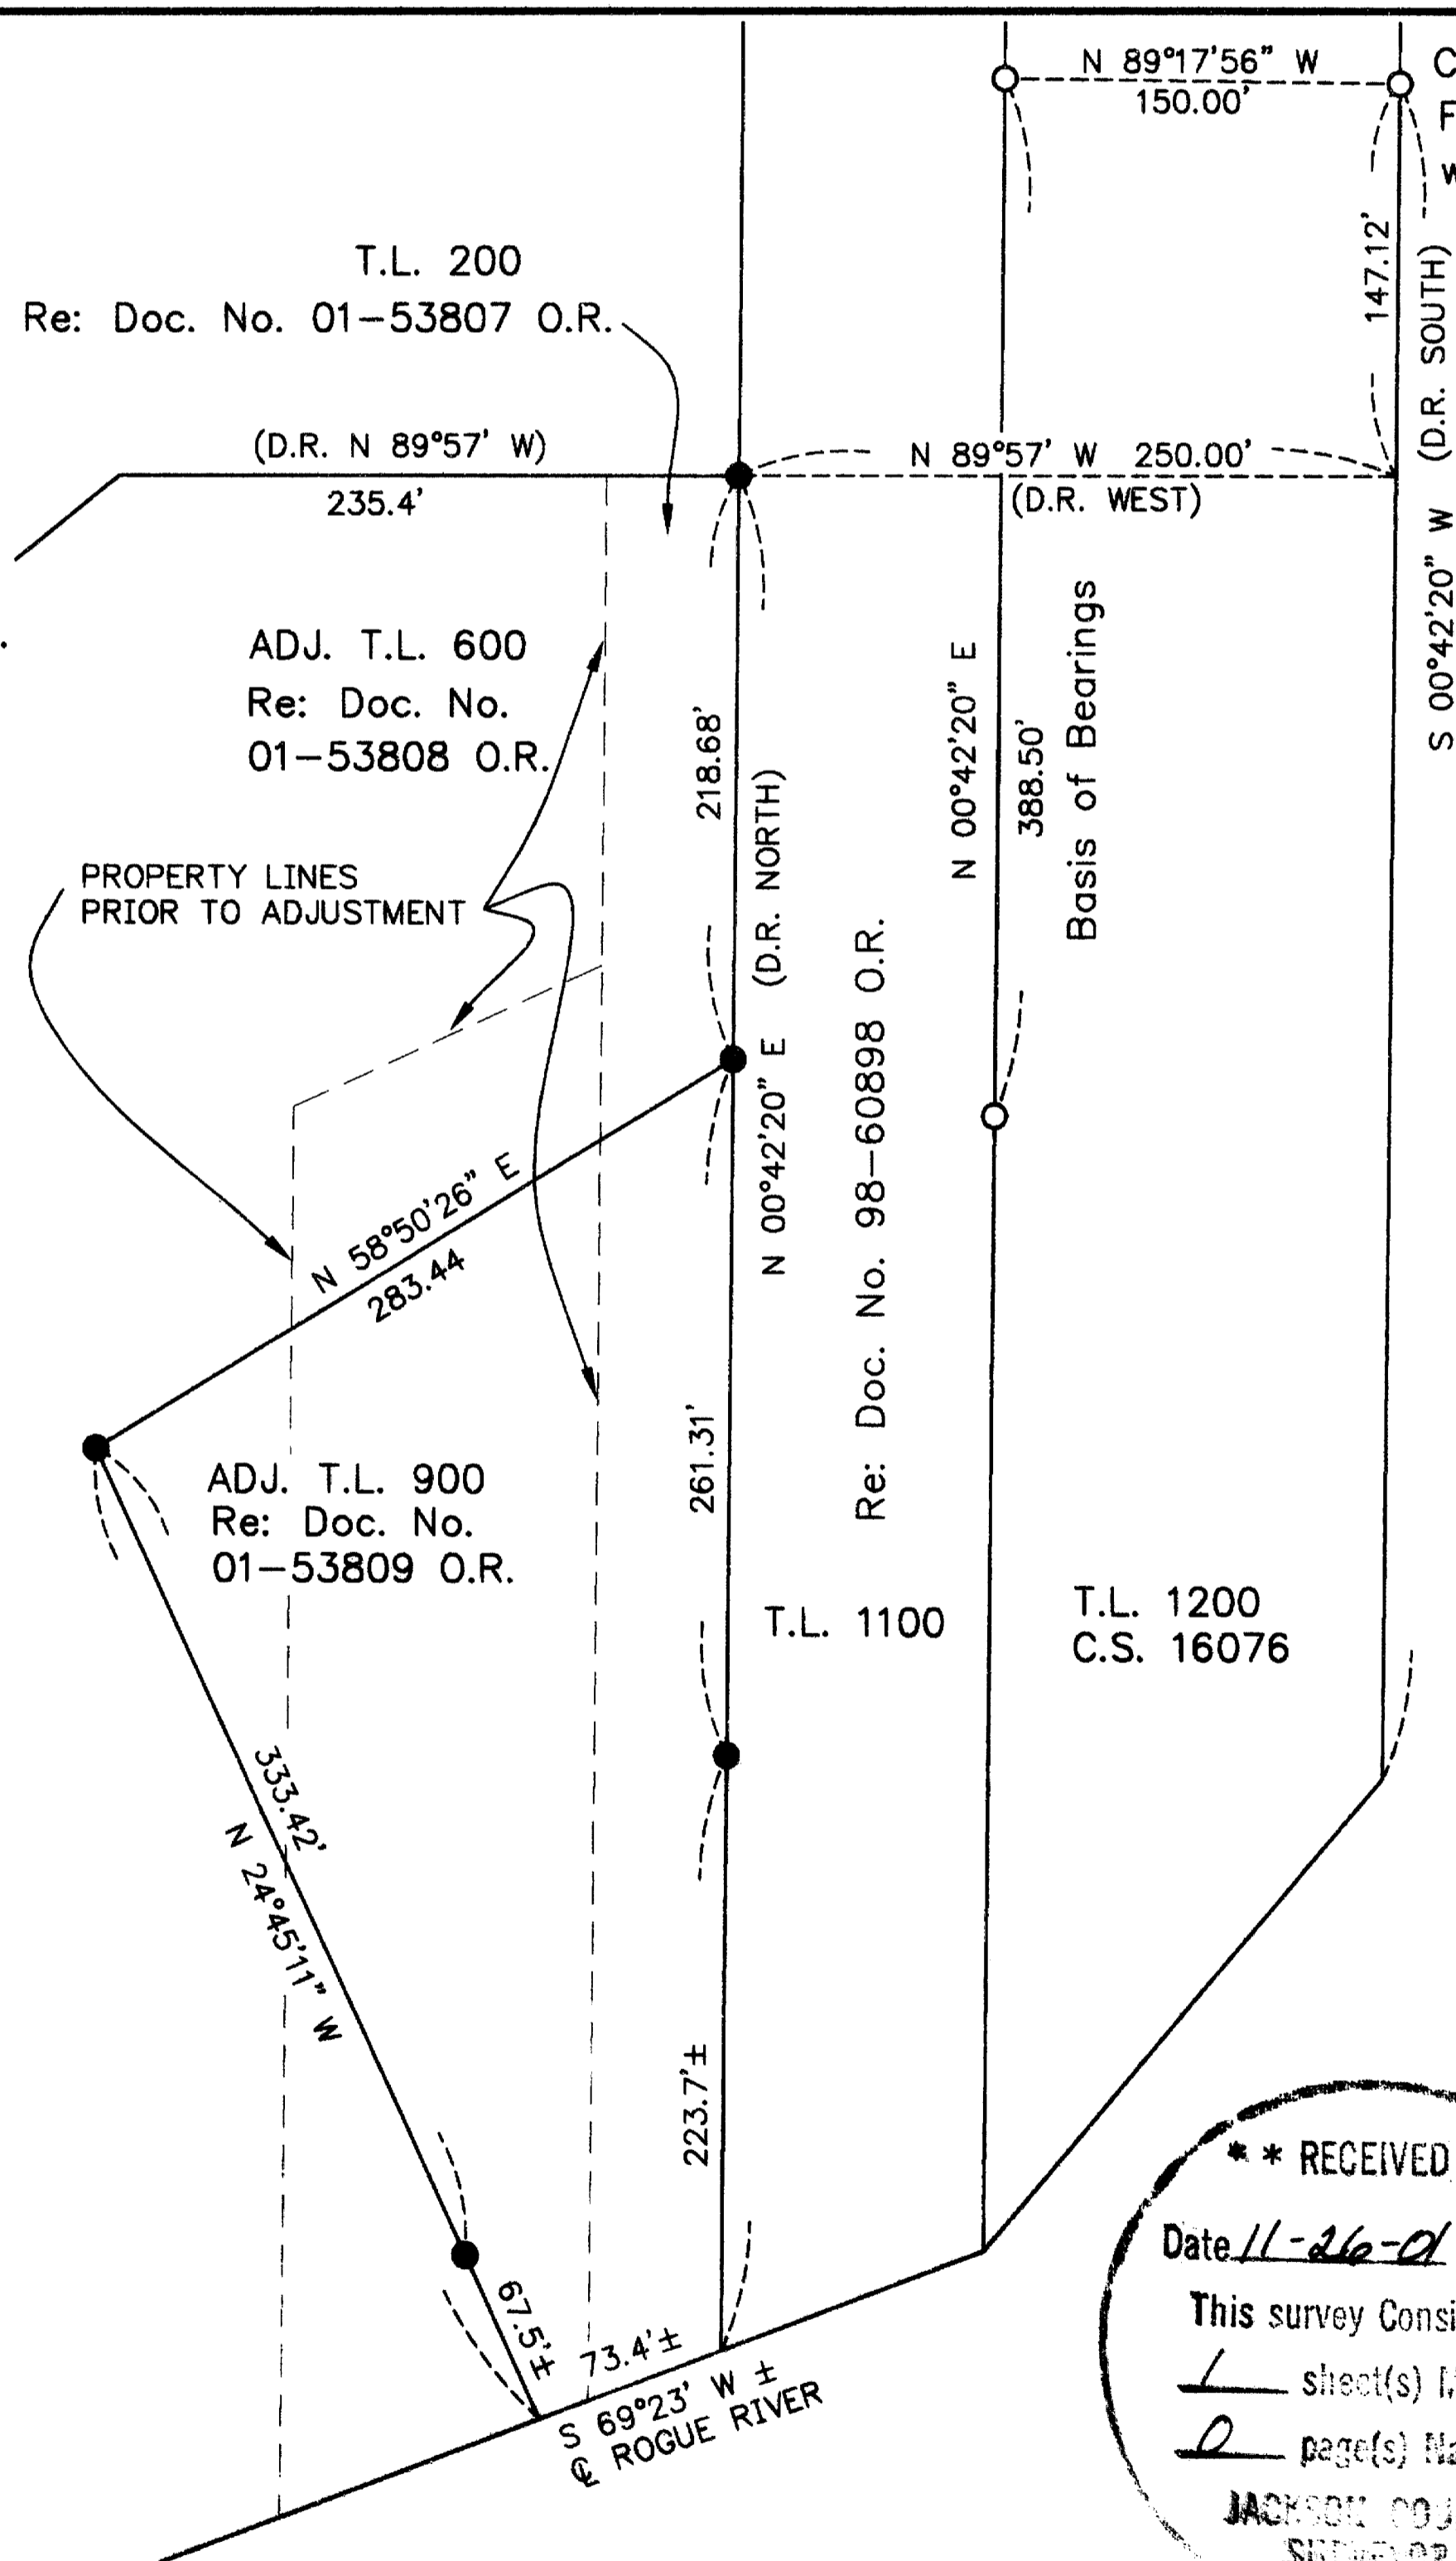 N 89°17'56" W
150.00'
C
F
W
147.12'
(D.R. SOUTH)
S 00°42'20" W
T.L. 200
Re: Doc. No. 01-53807 O.R.
(D.R. N 89°57' W)
235.4'
N 89°57' W 250.00'
(D.R. WEST)
ADJ. T.L. 600
Re: Doc. No.
01-53808 O.R.
218.68'
(D.R. NORTH)
N 00°42'20" E
N 00°42'20" E
388.50'
Basis of Bearings
PROPERTY LINES
PRIOR TO ADJUSTMENT
Re: Doc. No. 98-60898 O.R.
N 58°50'26" E
283.44
261.31'
ADJ. T.L. 900
Re: Doc. No.
01-53809 O.R.
T.L. 1100
T.L. 1200
C.S. 16076
333.42'
N 24°45'11" W
223.7'±
67.5'±
73.4'±
S 69°23' W ±
℄ ROGUE RIVER
* * RECEIVED
Date 11-26-01
This survey Consi
1 sheet(s)
0 page(s) Na
JACKSON COU
SURVEYOR